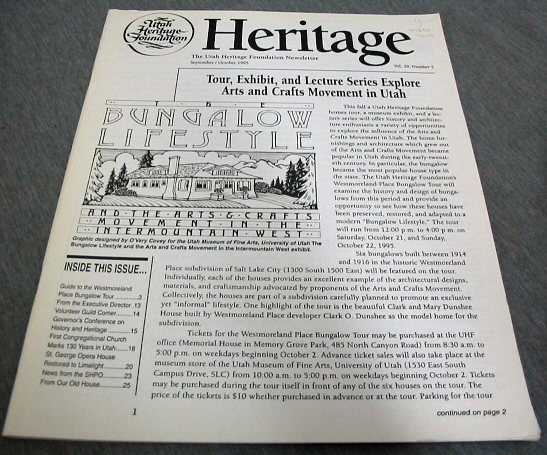 The Utah Heritage Foundation
Heritage
The Utah Heritage Foundation Newsletter
September / October 1995
Vol. 29, Number 5
Tour, Exhibit, and Lecture Series Explore
Arts and Crafts Movement in Utah
THE
BUNGALOW
LIFESTYLE
AND THE ARTS & CRAFTS
MOVEMENT IN THE
INTERMOUNTAIN WEST
Graphic designed by O'Very Covey for the Utah Museum of Fine Arts, University of Utah The
Bungalow Lifestyle and the Arts & Crafts Movement in the Intermountain West exhibit.
This fall a Utah Heritage Foundation
homes tour, a museum exhibit, and a lec-
ture series will offer history and architec-
ture enthusiasts a variety of opportunities
to explore the influence of the Arts and
Crafts Movement in Utah. The home fur-
nishings and architecture which grew out
of the Arts and Crafts Movement became
popular in Utah during the early-twenti-
eth century. In particular, the bungalow
became the most popular house type in
the state. The Utah Heritage Foundation's
Westmoreland Place Bungalow Tour will
examine the history and design of bunga-
lows from this period and provide an
opportunity to see how these houses have
been preserved, restored, and adapted to a
modern "Bungalow Lifestyle." The tour
will run from 12:00 p.m. to 4:00 p.m. on
Saturday, October 21, and Sunday,
October 22, 1995.
Six bungalows built between 1914
and 1916 in the historic Westmoreland
Place subdivision of Salt Lake City (1300 South 1500 East) will be featured on the tour.
Individually, each of the houses provides an excellent example of the architectural designs,
materials, and craftsmanship advocated by proponents of the Arts and Crafts Movement.
Collectively, the houses are part of a subdivision carefully planned to promote an exclusive
yet "informal" lifestyle. One highlight of the tour is the beautiful Clark and Mary Dunshee
House built by Westmoreland Place developer Clark O. Dunshee as the model home for the
subdivision.
Tickets for the Westmoreland Place Bungalow Tour may be purchased at the UHF
office (Memorial House in Memory Grove Park, 485 North Canyon Road) from 8:30 a.m. to
5:00 p.m. on weekdays beginning October 2. Advance ticket sales will also take place at the
museum store of the Utah Museum of Fine Arts, University of Utah (1530 East South
Campus Drive, SLC) from 10:00 a.m. to 5:00 p.m. on weekdays beginning October 2. Tickets
may be purchased during the tour itself in front of any of the six houses on the tour. The
price of the tickets is $10 whether purchased in advance or at the tour. Parking for the tour
continued on page 2
INSIDE THIS ISSUE...
Guide to the Westmoreland
Place Bungalow Tour............3
From the Executive Director.13
Volunteer Guild Corner........14
Governor's Conference on
History and Heritage............15
First Congregational Church
Marks 130 Years in Utah......18
St. George Opera House
Restored to Limelight...........20
News from the SHPO...........23
From Our Old House............25
1